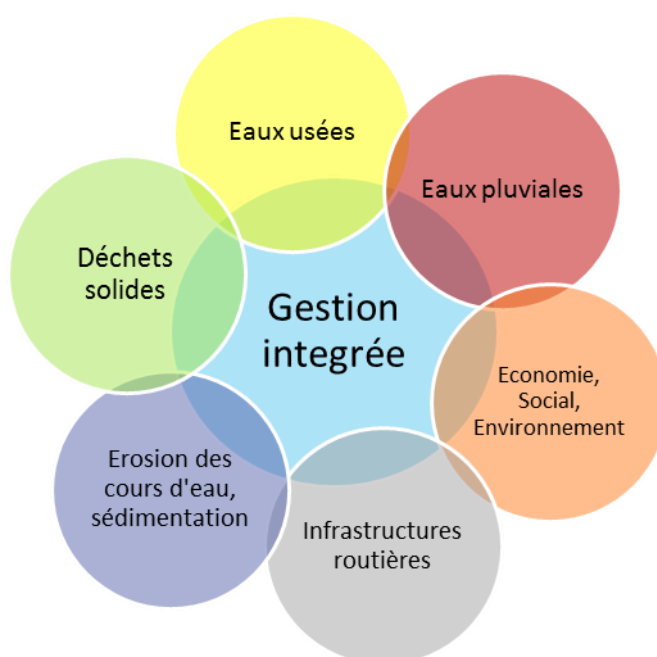 Eaux usées
Eaux pluviales
Déchets
solides
Gestion
integrée
Economie,
Social,
Environnement
Erosion des
cours d'eau,
sédimentation
Infrastructures
routières